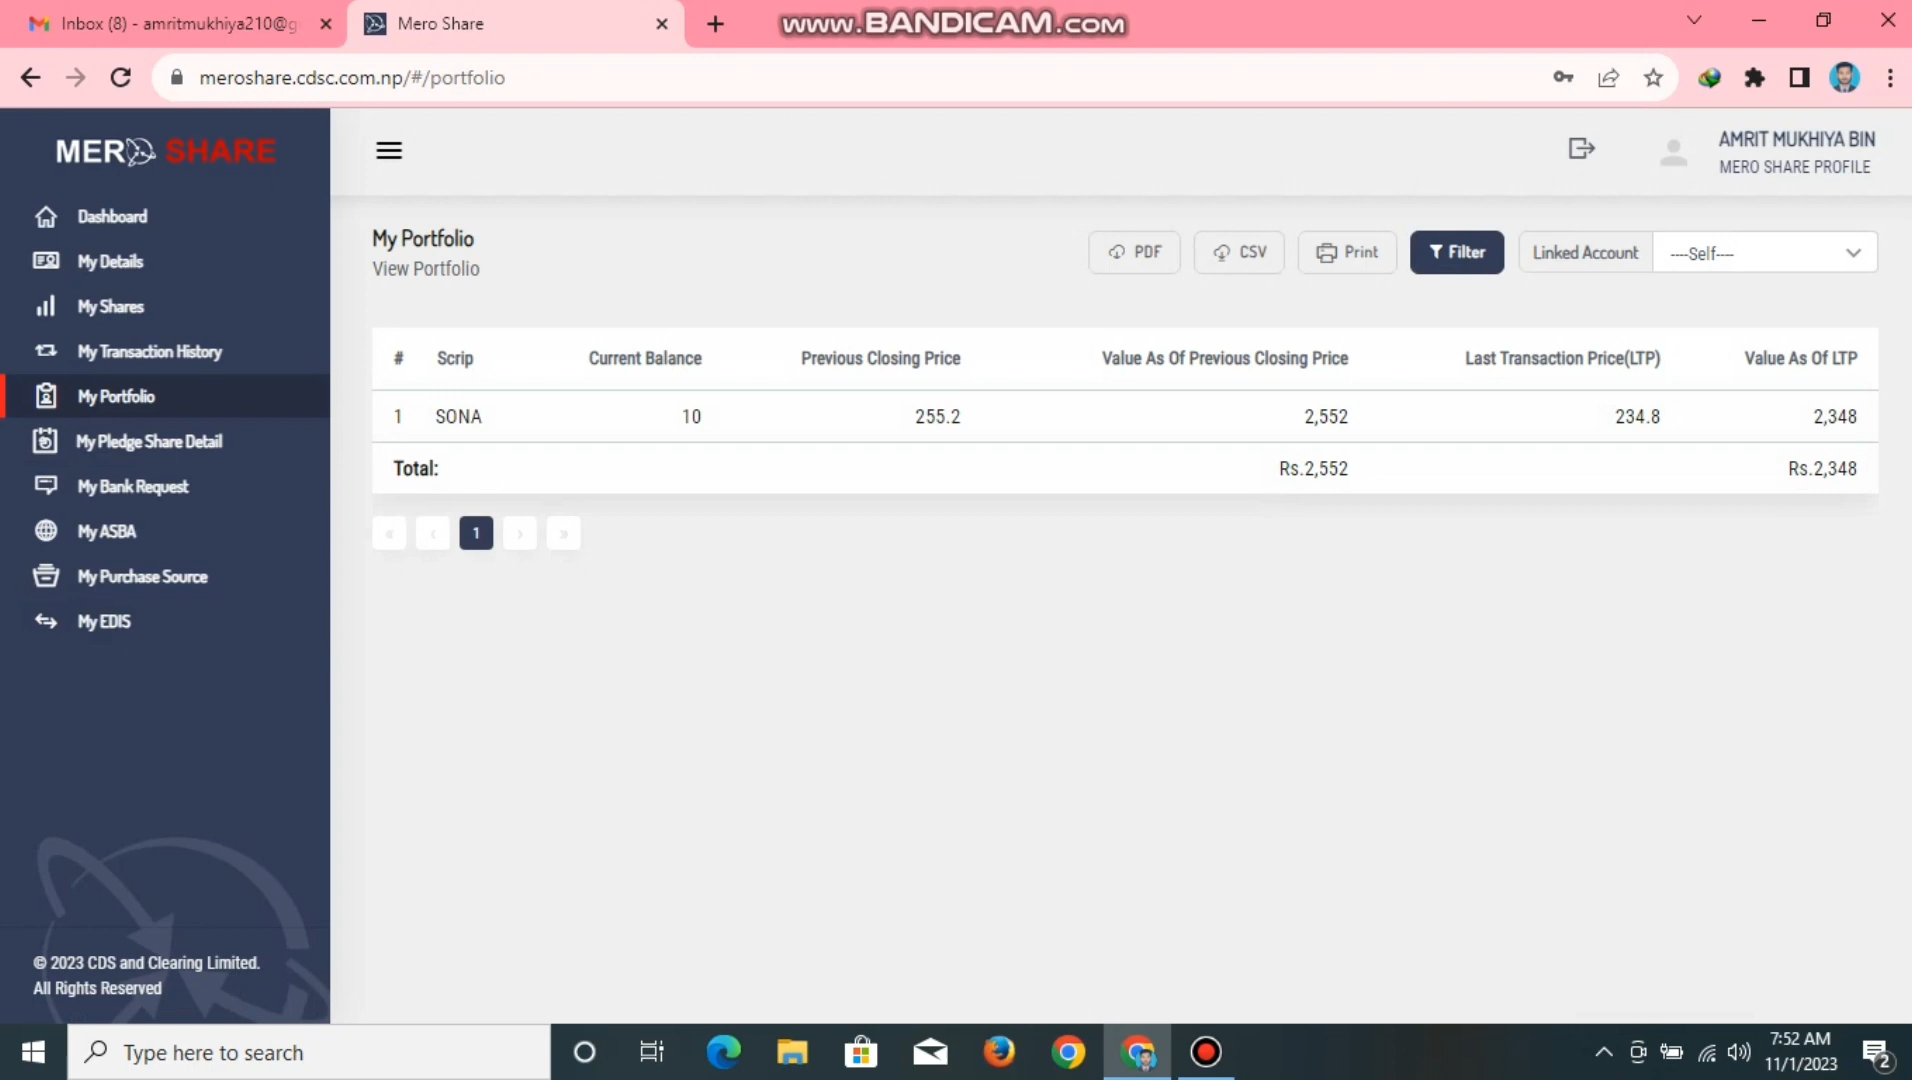 Inbox (8) - amritmukhiya210@g
Mero Share
www.BANDICAM.com
meroshare.cdsc.com.np/#/portfolio
MERO SHARE
AMRIT MUKHIYA BIN
MERO SHARE PROFILE
Dashboard
My Details
My Shares
My Transaction History
My Portfolio
My Pledge Share Detail
My Bank Request
My ASBA
My Purchase Source
My EDIS
© 2023 CDS and Clearing Limited.
All Rights Reserved
My Portfolio
View Portfolio
PDF CSV Print Filter Linked Account ----Self----
# Scrip Current Balance Previous Closing Price Value As Of Previous Closing Price Last Transaction Price(LTP) Value As Of LTP
1 SONA 10 255.2 2,552 234.8 2,348
Total: Rs.2,552 Rs.2,348
« ‹ 1 › »
Type here to search
7:52 AM
11/1/2023
2